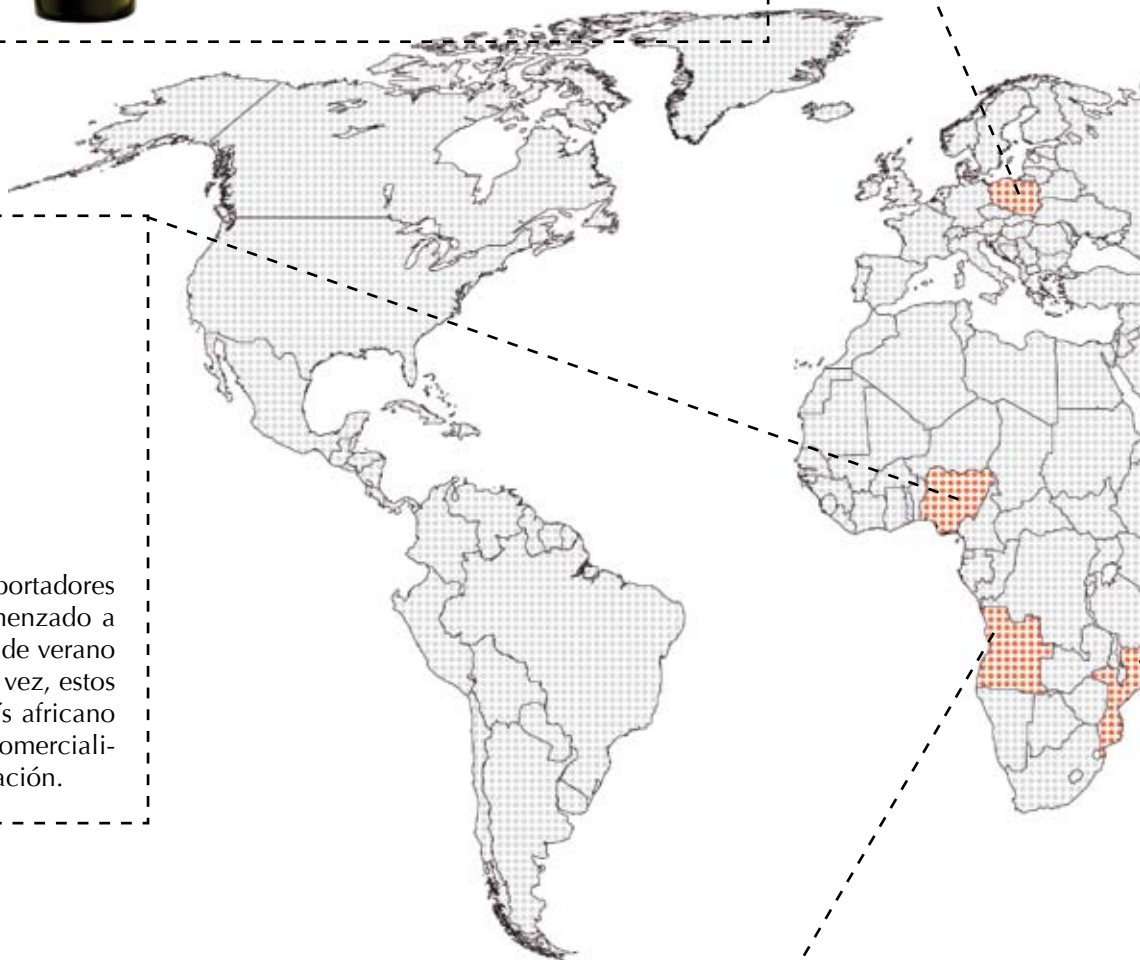 portadores
menzado a
de verano
vez, estos
ís africano
omerciali-
ación.